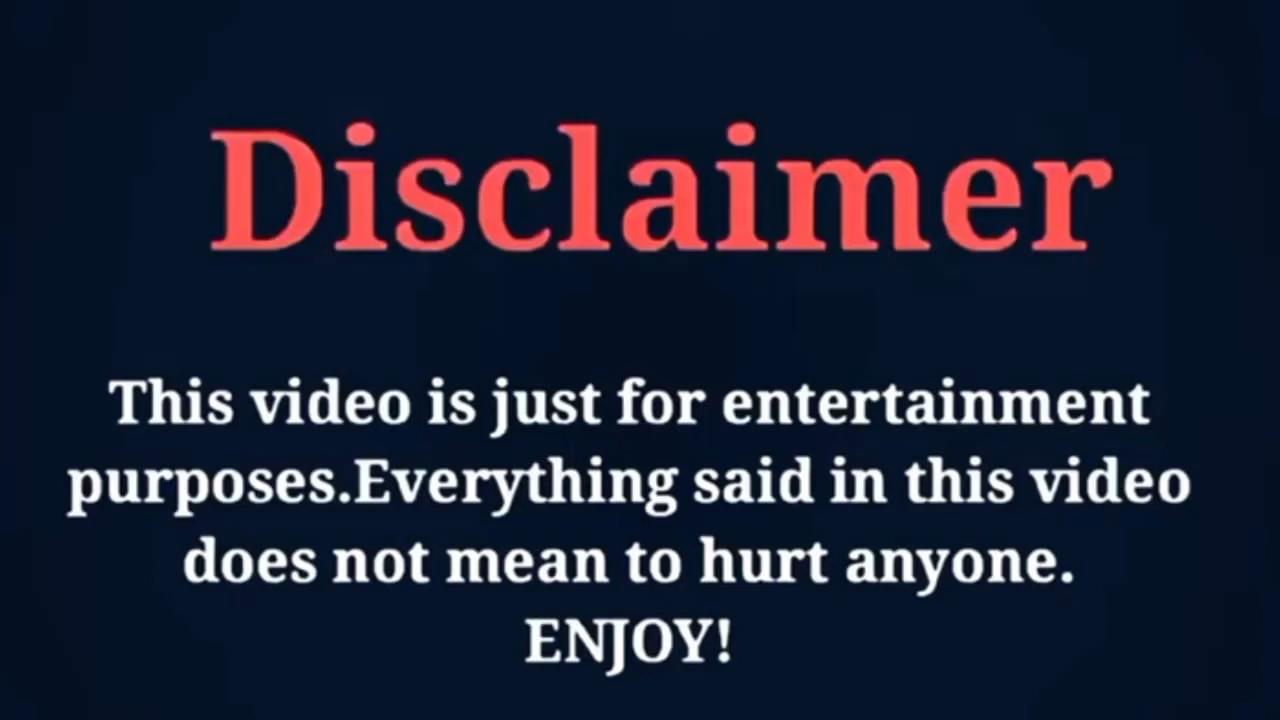 Disclaimer
This video is just for entertainment
purposes.Everything said in this video
does not mean to hurt anyone.
ENJOY!